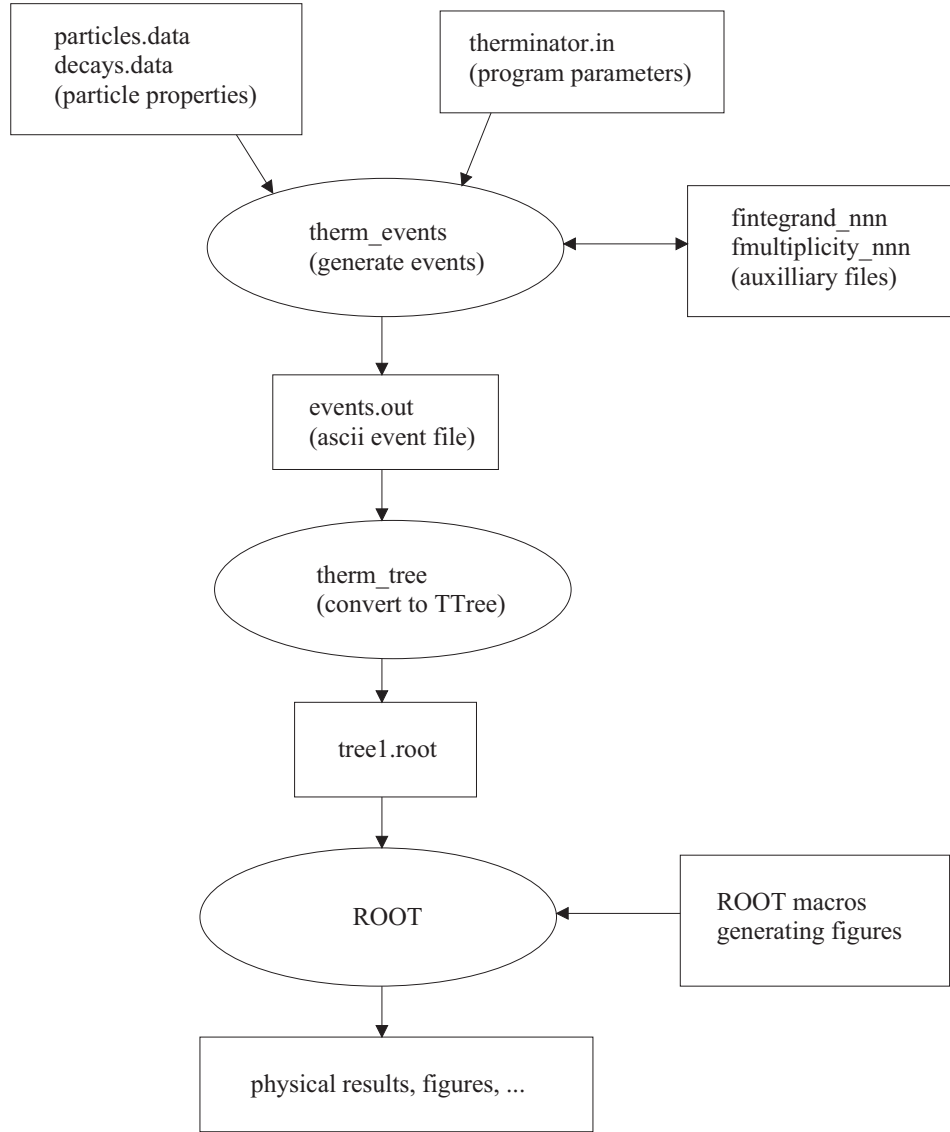 particles.data
decays.data
(particle properties)
therminator.in
(program parameters)
therm_events
(generate events)
fintegrand_nnn
fmultiplicity_nnn
(auxilliary files)
events.out
(ascii event file)
therm_tree
(convert to TTree)
tree1.root
ROOT
ROOT macros
generating figures
physical results, figures, ...